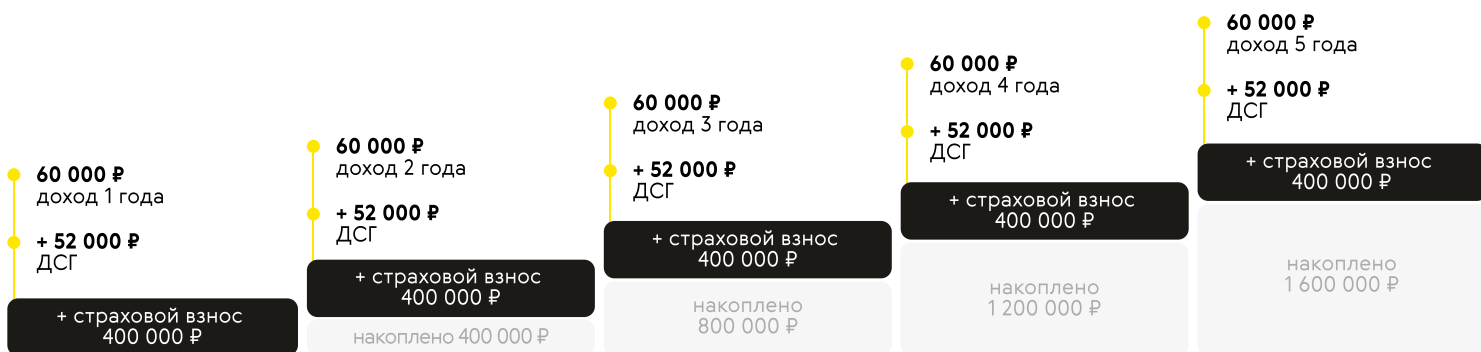 60 000 ₽
доход 1 года
+ 52 000 ₽
ДСГ
+ страховой взнос
400 000 ₽
60 000 ₽
доход 2 года
+ 52 000 ₽
ДСГ
+ страховой взнос
400 000 ₽
накоплено 400 000 ₽
60 000 ₽
доход 3 года
+ 52 000 ₽
ДСГ
+ страховой взнос
400 000 ₽
накоплено
800 000 ₽
60 000 ₽
доход 4 года
+ 52 000 ₽
ДСГ
+ страховой взнос
400 000 ₽
накоплено
1 200 000 ₽
60 000 ₽
доход 5 года
+ 52 000 ₽
ДСГ
+ страховой взнос
400 000 ₽
накоплено
1 600 000 ₽